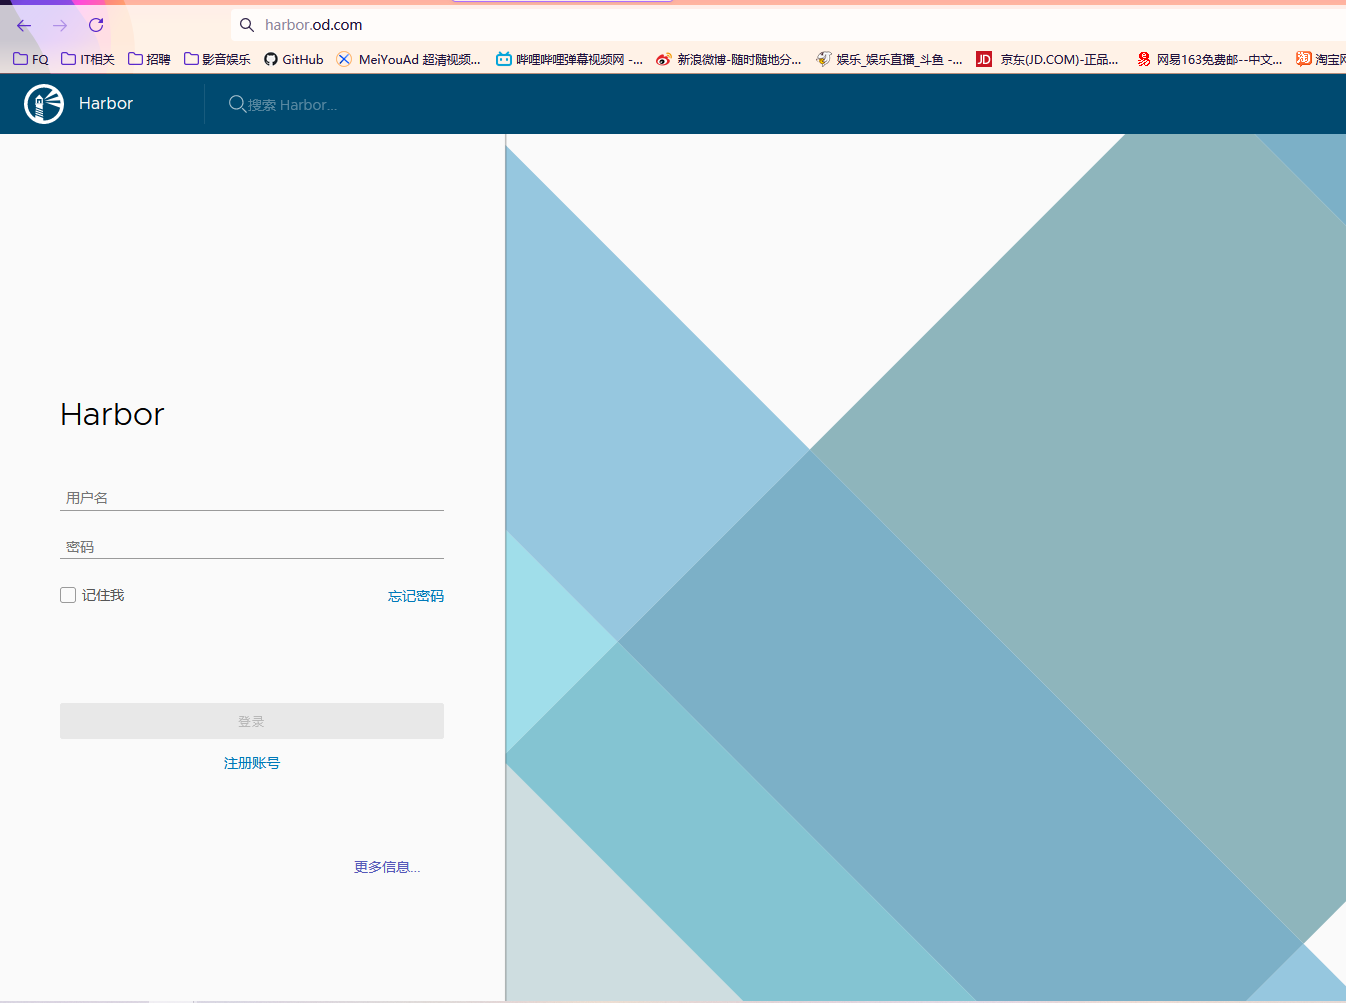 harbor.od.com
FQ IT相关 招聘 影音娱乐 GitHub MeiYouAd 超清视频... 哔哩哔哩弹幕视频网 -... 新浪微博-随时随地分... 娱乐_娱乐直播_斗鱼 -... JD 京东(JD.COM)-正品... 易 网易163免费邮--中文... 淘 淘宝网
Harbor 搜索 Harbor...
Harbor
用户名
密码
记住我 忘记密码
登录
注册账号
更多信息...